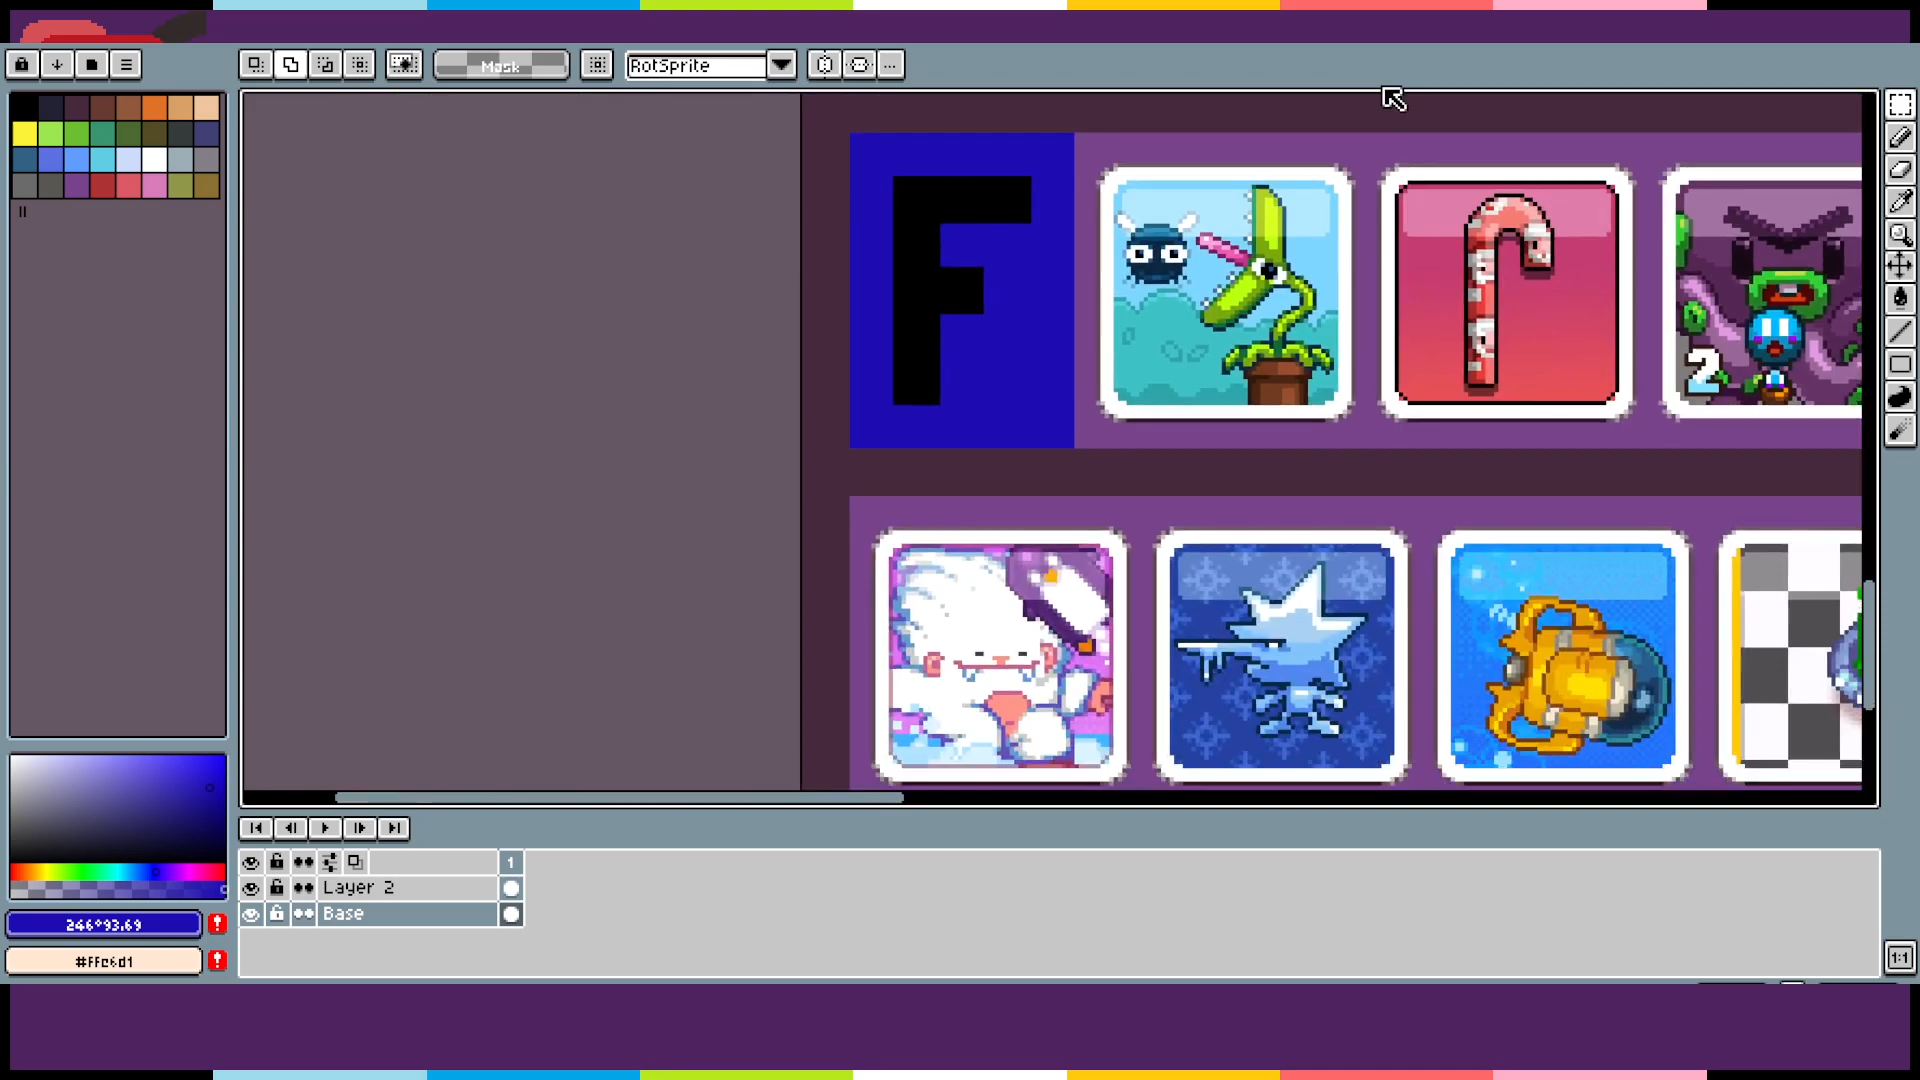 Mask
RotSprite
F
2
1
Layer 2
Base
246°93.69
#ffe6d1
1:1